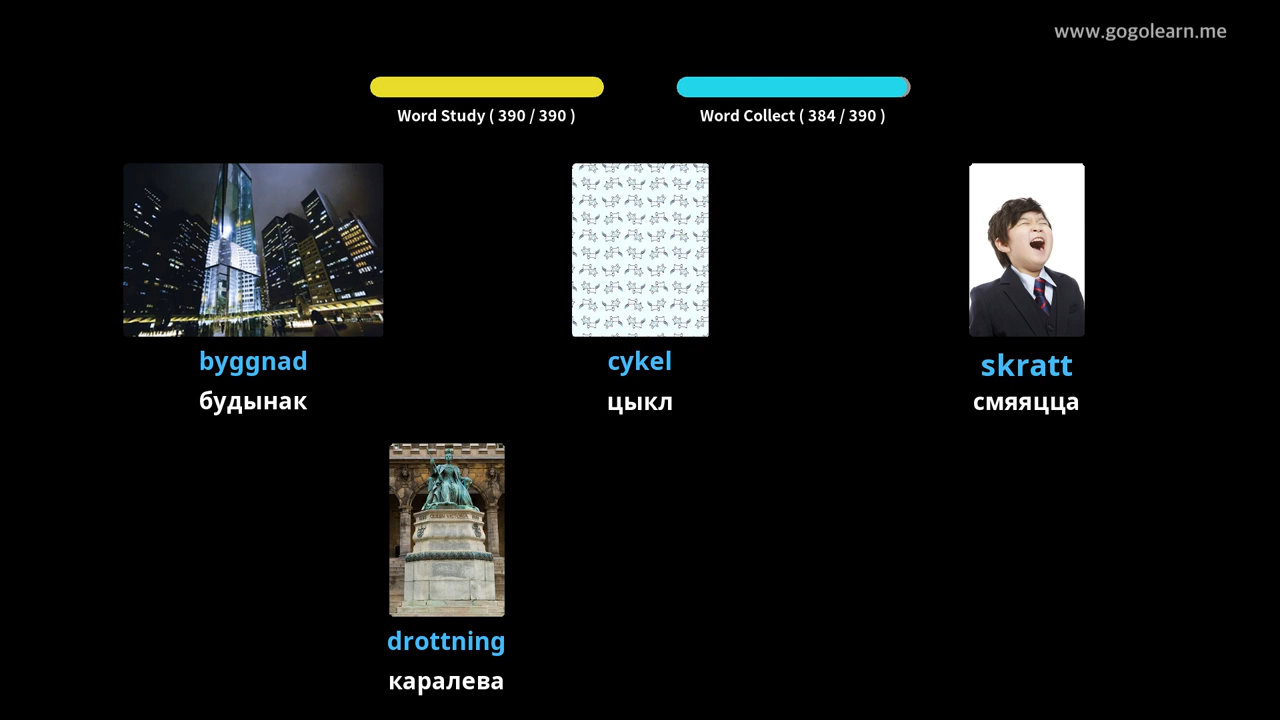 www.gogolearn.me
Word Study ( 390 / 390 )
Word Collect ( 384 / 390 )
byggnad
cykel
skratt
будынак
цыкл
смяяцца
drottning
каралева